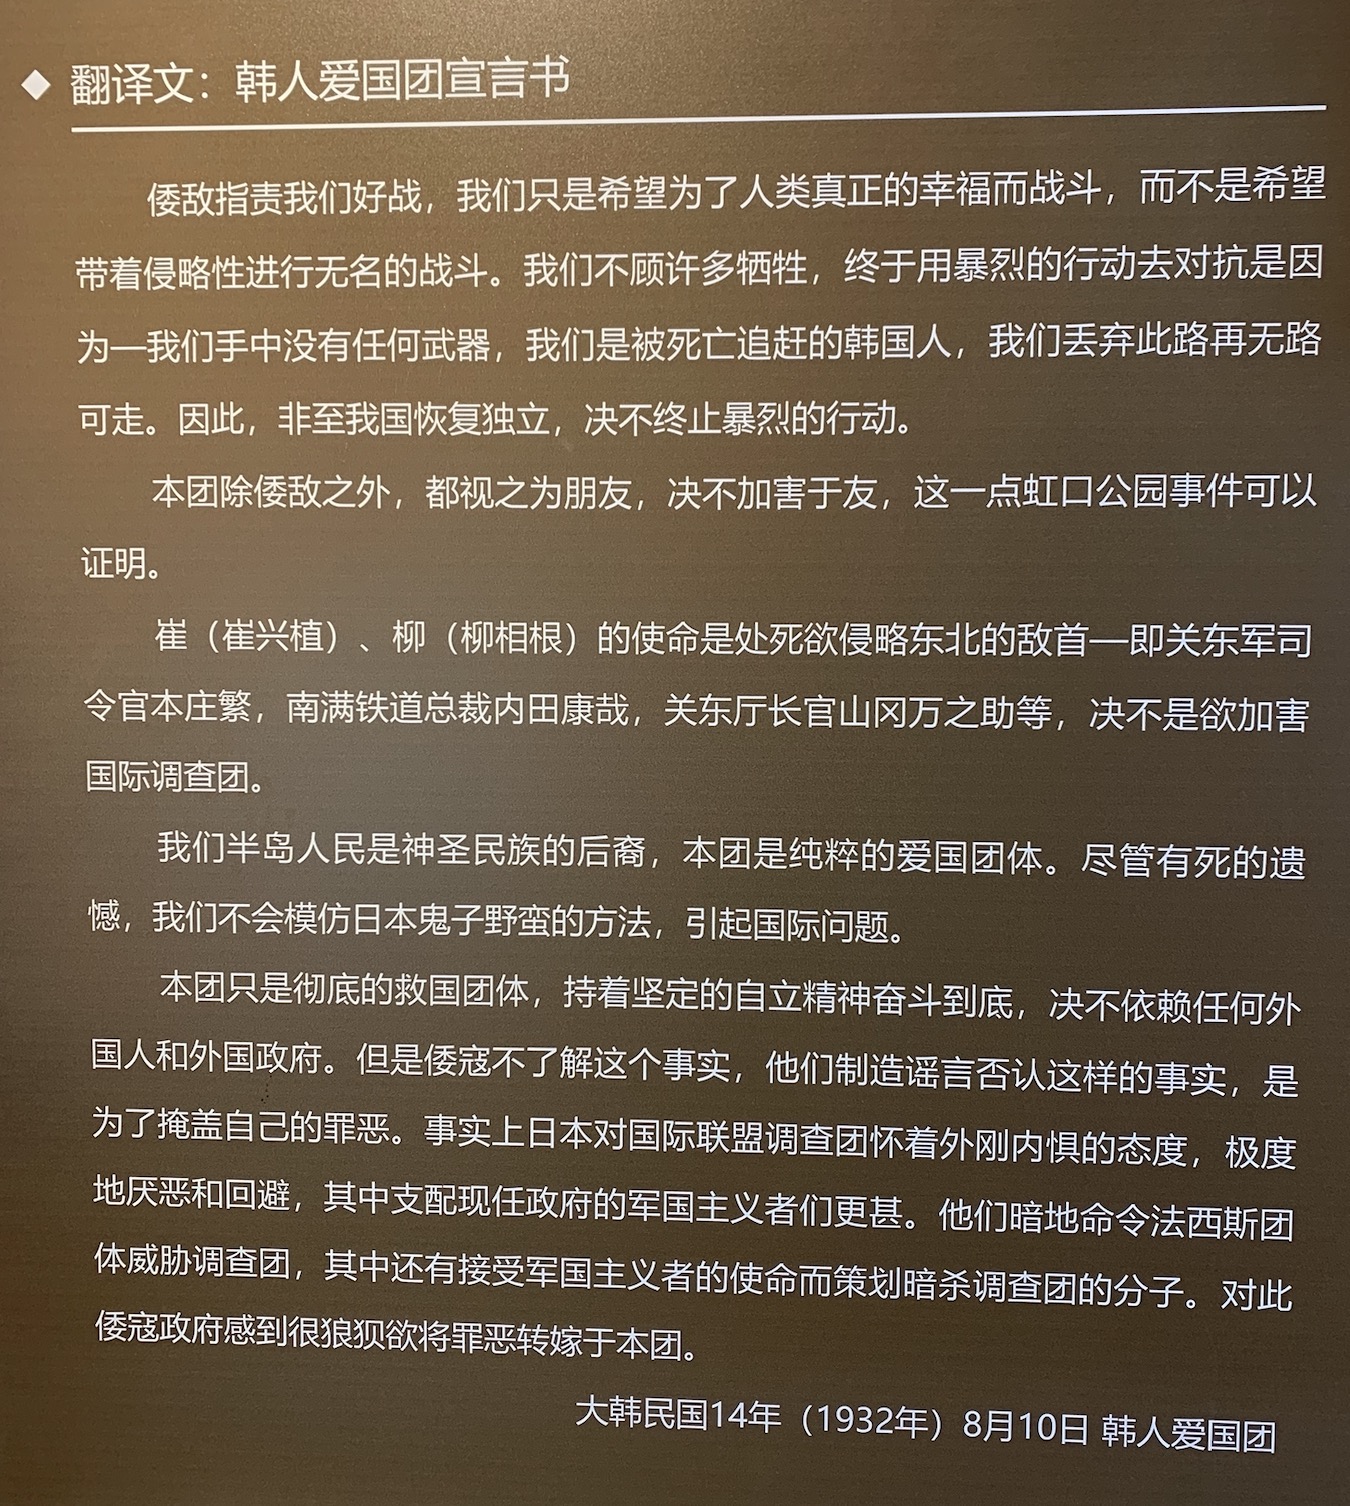 ◆ 翻译文：韩人爱国团宣言书
倭敌指责我们好战，我们只是希望为了人类真正的幸福而战斗，而不是希望
带着侵略性进行无名的战斗。我们不顾许多牺牲，终于用暴烈的行动去对抗是因
为—我们手中没有任何武器，我们是被死亡追赶的韩国人，我们丢弃此路再无路
可走。因此，非至我国恢复独立，决不终止暴烈的行动。
本团除倭敌之外，都视之为朋友，决不加害于友，这一点虹口公园事件可以
证明。
崔（崔兴植）、柳（柳相根）的使命是处死欲侵略东北的敌首—即关东军司
令官本庄繁，南满铁道总裁内田康哉，关东厅长官山冈万之助等，决不是欲加害
国际调查团。
我们半岛人民是神圣民族的后裔，本团是纯粹的爱国团体。尽管有死的遗
憾，我们不会模仿日本鬼子野蛮的方法，引起国际问题。
本团只是彻底的救国团体，持着坚定的自立精神奋斗到底，决不依赖任何外
国人和外国政府。但是倭寇不了解这个事实，他们制造谣言否认这样的事实，是
为了掩盖自己的罪恶。事实上日本对国际联盟调查团怀着外刚内惧的态度，极度
地厌恶和回避，其中支配现任政府的军国主义者们更甚。他们暗地命令法西斯团
体威胁调查团，其中还有接受军国主义者的使命而策划暗杀调查团的分子。对此
倭寇政府感到很狼狈欲将罪恶转嫁于本团。
大韩民国14年（1932年）8月10日 韩人爱国团